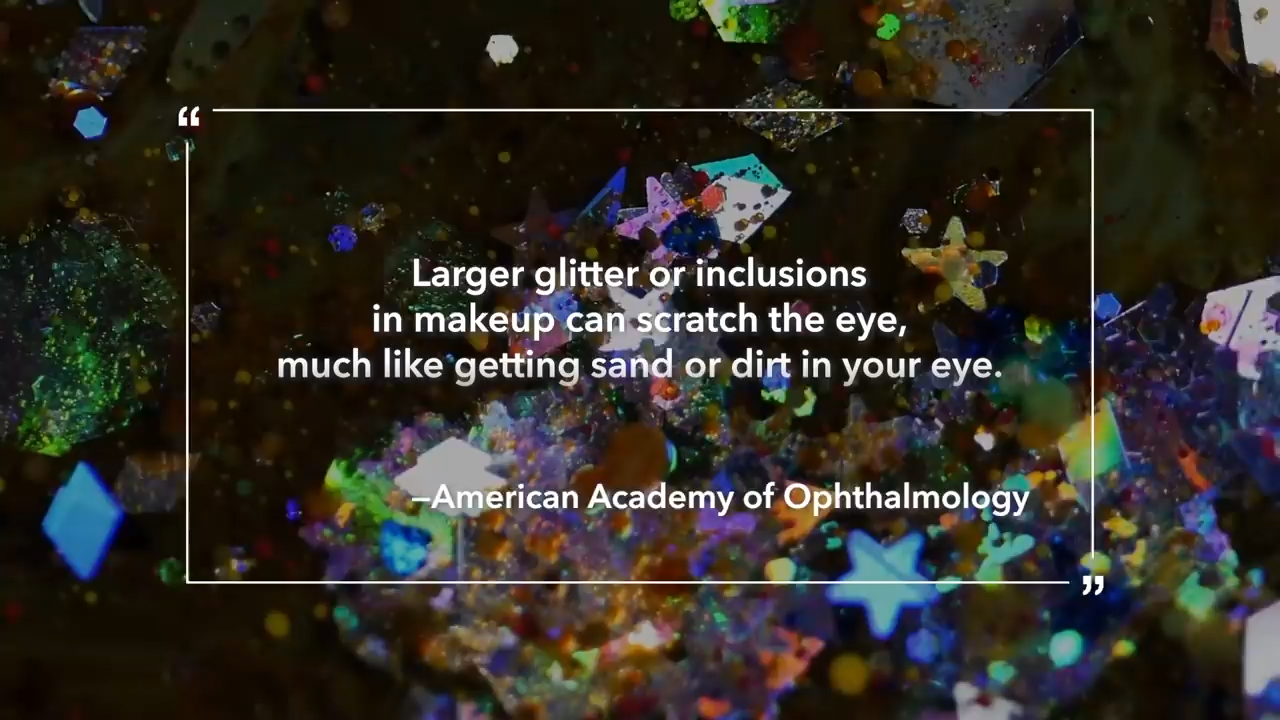 “
Larger glitter or inclusions
in makeup can scratch the eye,
much like getting sand or dirt in your eye.
—American Academy of Ophthalmology
”